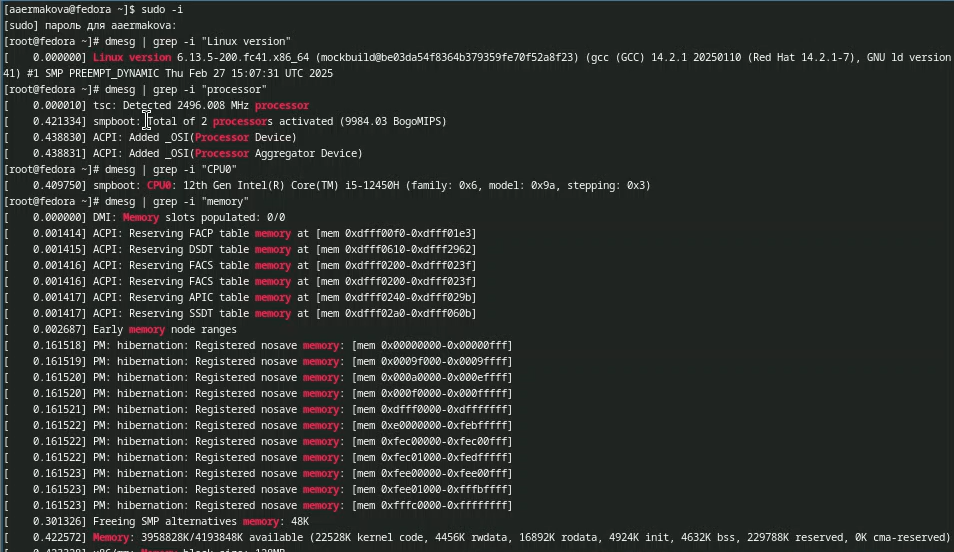 [aaermakova@fedora ~]$ sudo -i
[sudo] пароль для aaermakova:
[root@fedora ~]# dmesg | grep -i "Linux version"
[    0.000000] Linux version 6.13.5-200.fc41.x86_64 (mockbuild@be03da54f8364b379359fe70f52a8f23) (gcc (GCC) 14.2.1 20250110 (Red Hat 14.2.1-7), GNU ld version
41) #1 SMP PREEMPT_DYNAMIC Thu Feb 27 15:07:31 UTC 2025
[root@fedora ~]# dmesg | grep -i "processor"
[    0.000010] tsc: Detected 2496.008 MHz processor
[    0.421334] smpboot: Total of 2 processors activated (9984.03 BogoMIPS)
[    0.438830] ACPI: Added _OSI(Processor Device)
[    0.438831] ACPI: Added _OSI(Processor Aggregator Device)
[root@fedora ~]# dmesg | grep -i "CPU0"
[    0.409750] smpboot: CPU0: 12th Gen Intel(R) Core(TM) i5-12450H (family: 0x6, model: 0x9a, stepping: 0x3)
[root@fedora ~]# dmesg | grep -i "memory"
[    0.000000] DMI: Memory slots populated: 0/0
[    0.001414] ACPI: Reserving FACP table memory at [mem 0xdfff00f0-0xdfff01e3]
[    0.001415] ACPI: Reserving DSDT table memory at [mem 0xdfff0610-0xdfff2962]
[    0.001416] ACPI: Reserving FACS table memory at [mem 0xdfff0200-0xdfff023f]
[    0.001416] ACPI: Reserving FACS table memory at [mem 0xdfff0200-0xdfff023f]
[    0.001417] ACPI: Reserving APIC table memory at [mem 0xdfff0240-0xdfff029b]
[    0.001417] ACPI: Reserving SSDT table memory at [mem 0xdfff02a0-0xdfff060b]
[    0.002687] Early memory node ranges
[    0.161518] PM: hibernation: Registered nosave memory: [mem 0x00000000-0x00000fff]
[    0.161519] PM: hibernation: Registered nosave memory: [mem 0x0009f000-0x0009ffff]
[    0.161520] PM: hibernation: Registered nosave memory: [mem 0x000a0000-0x000effff]
[    0.161520] PM: hibernation: Registered nosave memory: [mem 0x000f0000-0x000fffff]
[    0.161521] PM: hibernation: Registered nosave memory: [mem 0xdfff0000-0xdfffffff]
[    0.161522] PM: hibernation: Registered nosave memory: [mem 0xe0000000-0xfebfffff]
[    0.161522] PM: hibernation: Registered nosave memory: [mem 0xfec00000-0xfec00fff]
[    0.161522] PM: hibernation: Registered nosave memory: [mem 0xfec01000-0xfedfffff]
[    0.161523] PM: hibernation: Registered nosave memory: [mem 0xfee00000-0xfee00fff]
[    0.161523] PM: hibernation: Registered nosave memory: [mem 0xfee01000-0xfffbffff]
[    0.161523] PM: hibernation: Registered nosave memory: [mem 0xfffc0000-0xffffffff]
[    0.301326] Freeing SMP alternatives memory: 48K
[    0.422572] Memory: 3958828K/4193848K available (22528K kernel code, 4456K rwdata, 16892K rodata, 4924K init, 4632K bss, 229788K reserved, 0K cma-reserved)